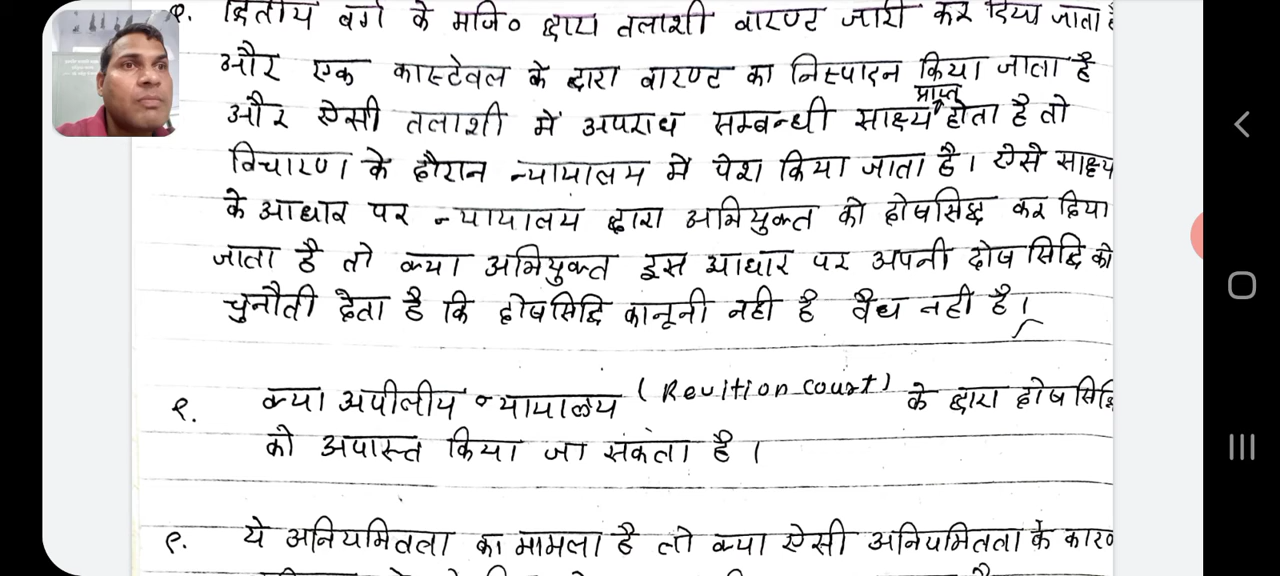 Q. द्वितीय वर्ग के मजि० द्वारा तलाशी वारण्ट जारी कर दिया जाता है
और एक कास्टेवल के द्वारा वारण्ट का निस्पादन किया जाता है
और ऐसी तलाशी में अपराध सम्बन्धी साक्ष्य प्राप्त होता है तो
विचारण के दौरान न्यायालय में पेश किया जाता है। ऐसे साक्ष्य
के आधार पर न्यायालय द्वारा अभियुक्त को दोषसिद्ध कर दिया
जाता है तो क्या अभियुक्त इस आधार पर अपनी दोषसिद्धि को
चुनौती देता है कि दोषसिद्धि कानूनी नही है वैध नही है।
Q. क्या अपीलीय न्यायालय (Revition court) के द्वारा दोषसिद्धि
को अपास्त किया जा सकता है।
Q. ये अनियमितता का मामला है तो क्या ऐसी अनियमितता के कारण